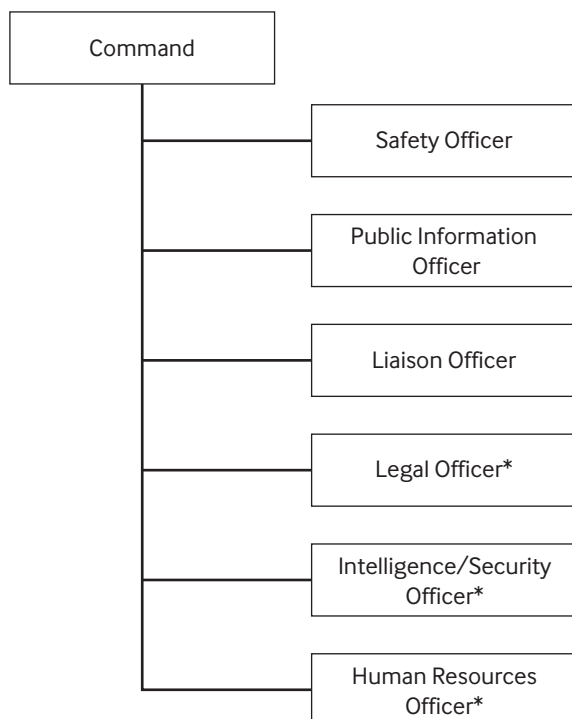 Command
Safety Officer
Public Information
Officer
Liaison Officer
Legal Officer*
Intelligence/Security
Officer*
Human Resources
Officer*